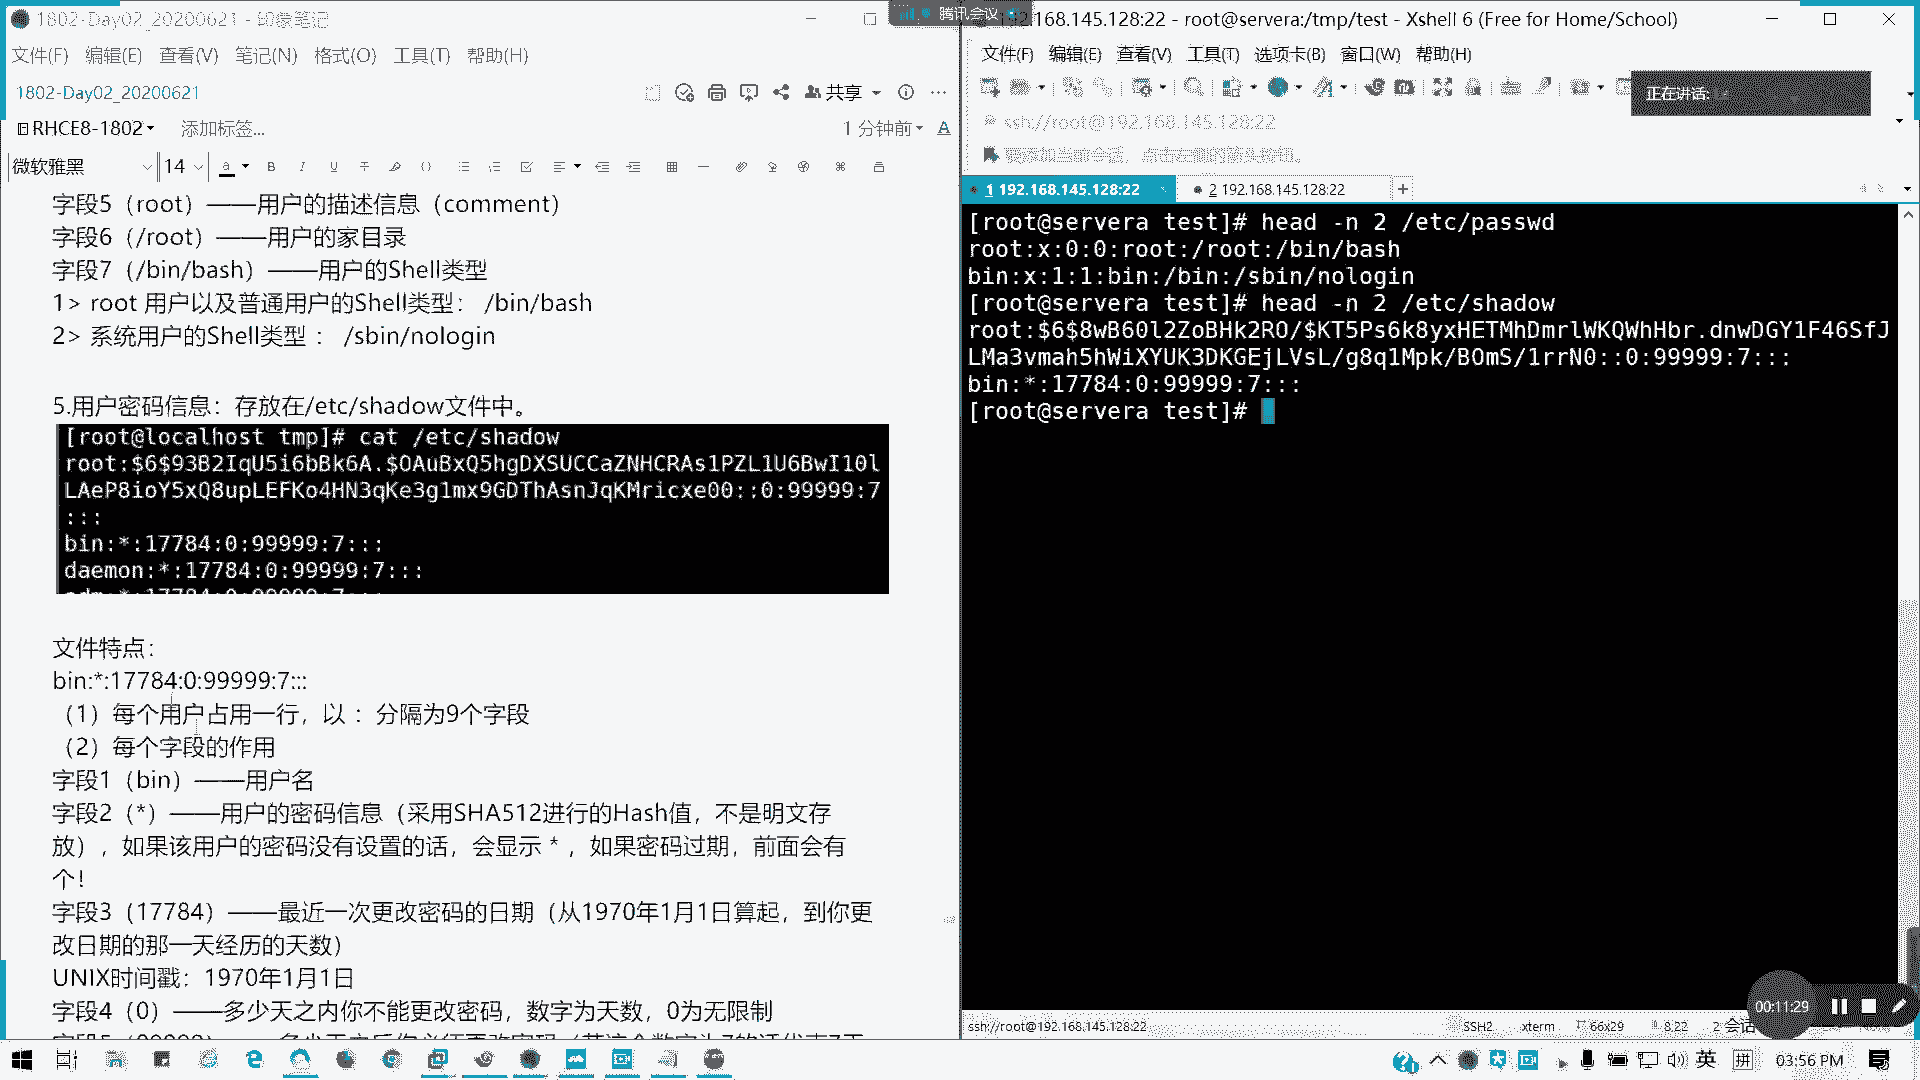 1802-Day02_20200621 - 印象笔记
文件(F) 编辑(E) 查看(V) 笔记(N) 格式(O) 工具(T) 帮助(H)
1802-Day02_20200621
共享
RHCE8-1802 添加标签...
1 分钟前
微软雅黑 14
字段5（root）——用户的描述信息（comment）
字段6（/root）——用户的家目录
字段7（/bin/bash）——用户的Shell类型
1> root 用户以及普通用户的Shell类型： /bin/bash
2> 系统用户的Shell类型 ： /sbin/nologin
5.用户密码信息：存放在/etc/shadow文件中。
[root@localhost tmp]# cat /etc/shadow
root:$6$93B2IqU5i6bBk6A.$OAuBxQ5hgDXSUCCaZNHCRAs1PZL1U6BwI10l
LAeP8ioY5xQ8upLEFKo4HN3qKe3g1mx9GDThAsnJqKMricxe00::0:99999:7
:::
bin:*:17784:0:99999:7:::
daemon:*:17784:0:99999:7:::
adm:*:17784:0:99999:7:::
文件特点：
bin:*:17784:0:99999:7:::
（1）每个用户占用一行，以 ： 分隔为9个字段
（2）每个字段的作用
字段1（bin）——用户名
字段2（*）——用户的密码信息（采用SHA512进行的Hash值，不是明文存
放），如果该用户的密码没有设置的话，会显示 * ，如果密码过期，前面会有
个！
字段3（17784）——最近一次更改密码的日期（从1970年1月1日算起，到你更
改日期的那一天经历的天数）
UNIX时间戳：1970年1月1日
字段4（0）——多少天之内你不能更改密码，数字为天数，0为无限制
腾讯会议
.168.145.128:22 - root@servera:/tmp/test - Xshell 6 (Free for Home/School)
文件(F) 编辑(E) 查看(V) 工具(T) 选项卡(B) 窗口(W) 帮助(H)
正在讲话:
ssh://root@192.168.145.128:22
要添加当前会话，点击左侧的箭头按钮。
1 192.168.145.128:22
2 192.168.145.128:22
[root@servera test]# head -n 2 /etc/passwd
root:x:0:0:root:/root:/bin/bash
bin:x:1:1:bin:/bin:/sbin/nologin
[root@servera test]# head -n 2 /etc/shadow
root:$6$8wB60l2ZoBHk2RO/$KT5Ps6k8yxHETMhDmrlWKQWhHbr.dnwDGY1F46SfJ
LMa3vmah5hWiXYUK3DKGEjLVsL/g8q1Mpk/BOmS/1rrN0::0:99999:7:::
bin:*:17784:0:99999:7:::
[root@servera test]#
00:11:29
ssh://root@192.168.145.128:22
SSH2 xterm 66x29 8,22 2 会话
英 拼 03:56 PM